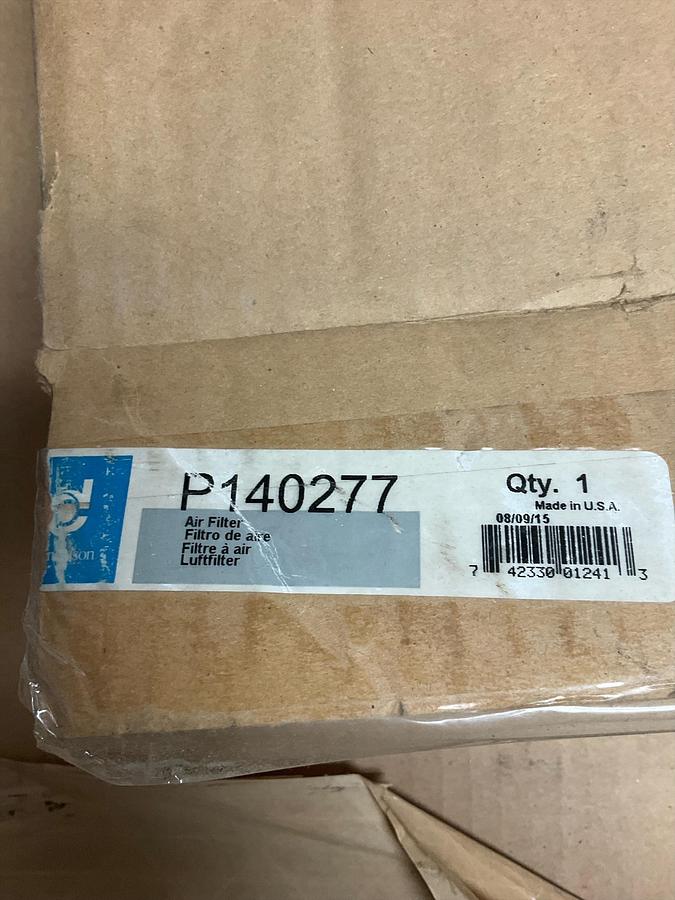 P140277
Air Filter
Filtro de aire
Filtre à air
Luftfilter
Qty. 1
Made in U.S.A.
08/09/15
7 42330 01241 3